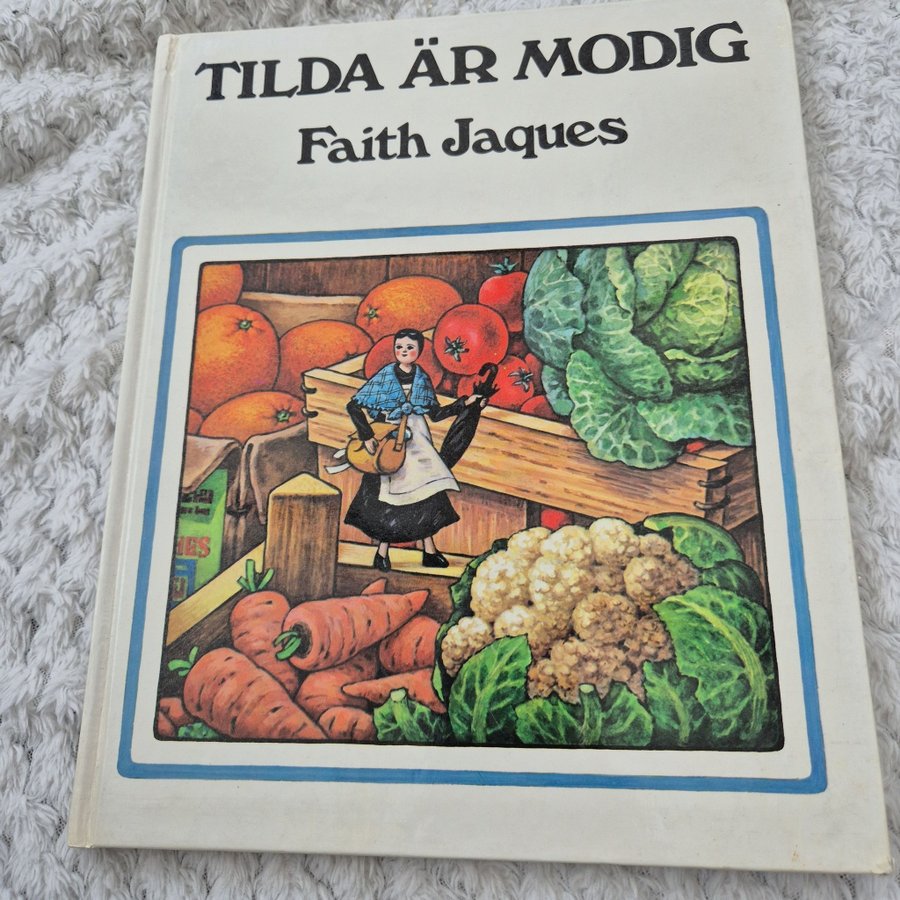 TILDA ÄR MODIG
Faith Jaques